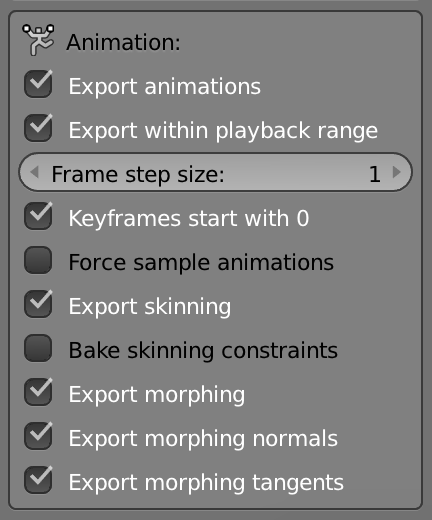 Animation:
Export animations
Export within playback range
Frame step size: 1
Keyframes start with 0
Force sample animations
Export skinning
Bake skinning constraints
Export morphing
Export morphing normals
Export morphing tangents